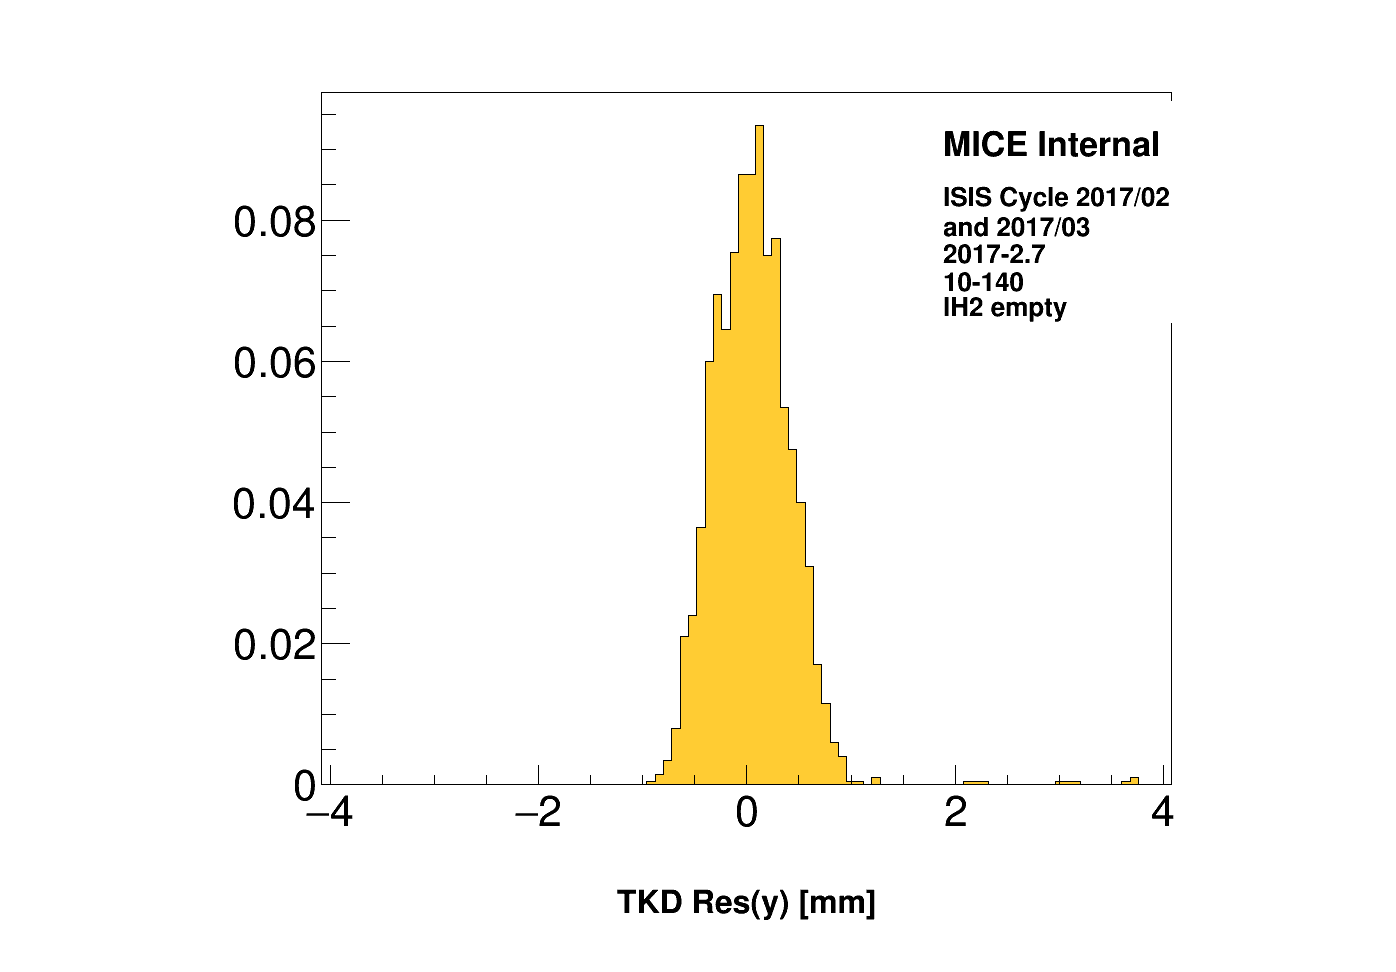 MICE Internal
ISIS Cycle 2017/02
and 2017/03
2017-2.7
10-140
lH2 empty
0.08
0.06
0.04
0.02
0
−4 −2 0 2 4
TKD Res(y) [mm]